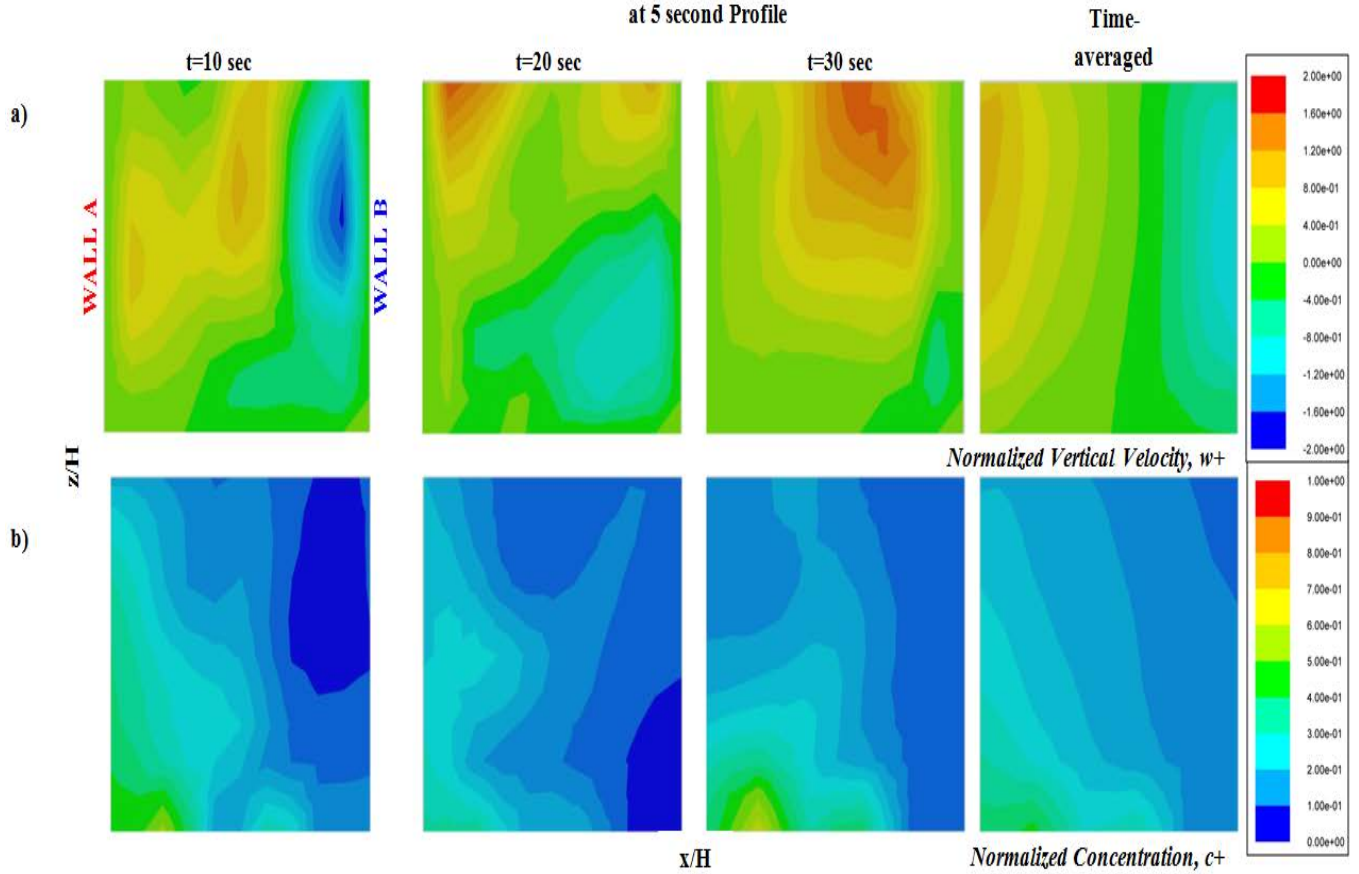 at 5 second Profile
Time-
averaged
t=10 sec
t=20 sec
t=30 sec
a)
WALL A
WALL B
2.00e+00
1.60e+00
1.20e+00
8.00e-01
4.00e-01
0.00e+00
-4.00e-01
-8.00e-01
-1.20e+00
-1.60e+00
-2.00e+00
Normalized Vertical Velocity, w+
z/H
b)
1.00e+00
9.00e-01
8.00e-01
7.00e-01
6.00e-01
5.00e-01
4.00e-01
3.00e-01
2.00e-01
1.00e-01
0.00e+00
x/H
Normalized Concentration, c+